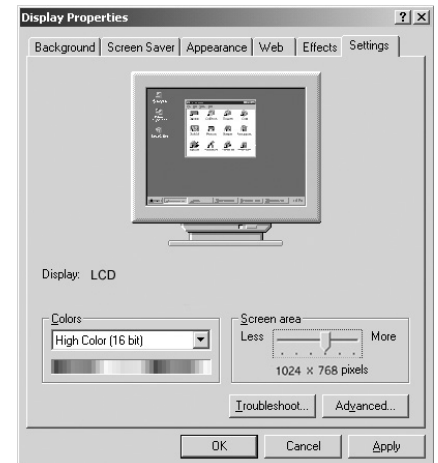 Display Properties
Background Screen Saver Appearance Web Effects Settings
Display: LCD
Colors
High Color (16 bit)
Screen area
Less More
1024 × 768 pixels
Troubleshoot... Advanced...
OK Cancel Apply